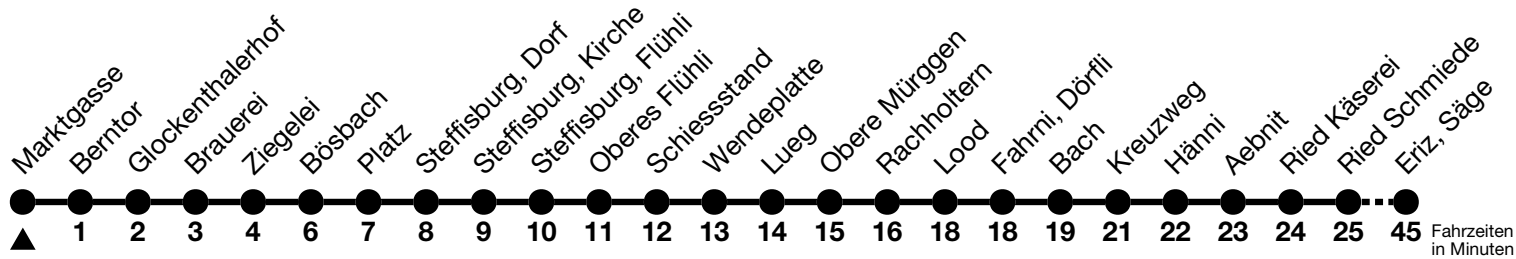 Marktgasse
Berntor
Glockenthalerhof
Brauerei
Ziegelei
Bösbach
Platz
Steffisburg, Dorf
Steffisburg, Kirche
Steffisburg, Flühli
Oberes Flühli
Schiessstand
Wendeplatte
Lueg
Obere Mürggen
Rachholtern
Lood
Fahrni, Dörfli
Bach
Kreuzweg
Hänni
Aebnit
Ried Käserei
Ried Schmiede
Eriz, Säge
1 2 3 4 6 7 8 9 10 11 12 13 14 15 16 18 18 19 21 22 23 24 25 45
Fahrzeiten
in Minuten